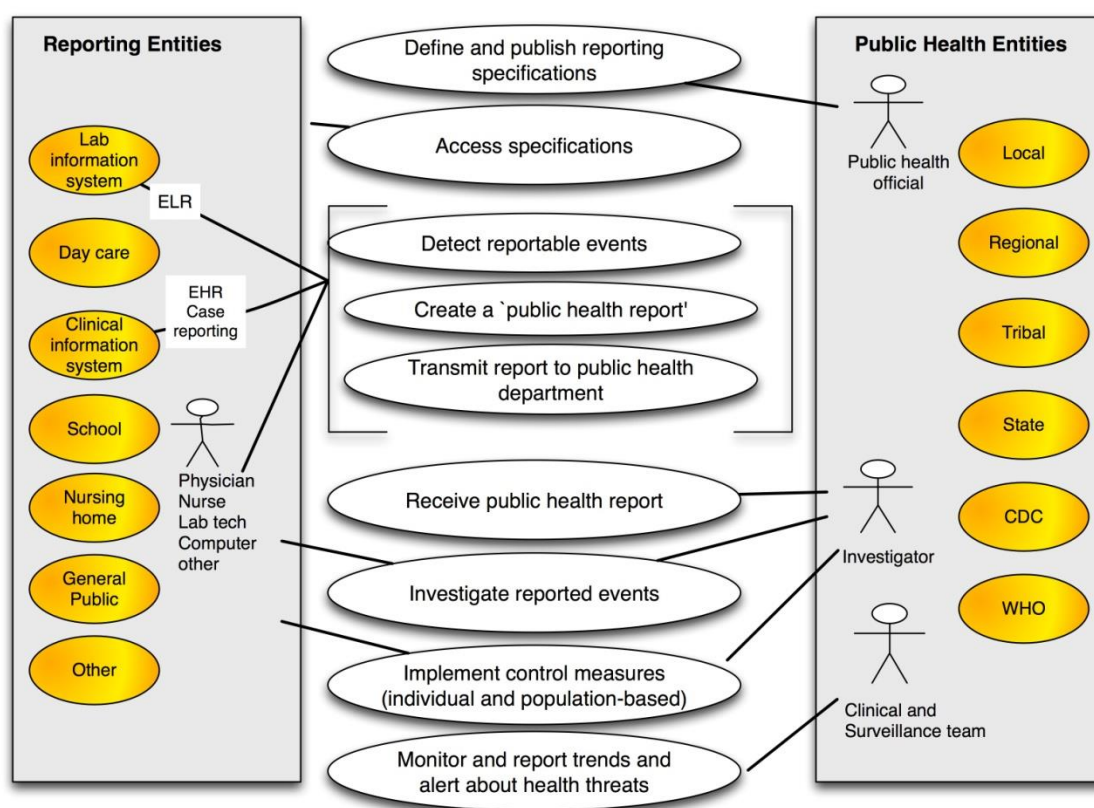 Reporting Entities
Lab
information
system
ELR
Day care
EHR
Case
reporting
Clinical
information
system
School
Physician
Nurse
Lab tech
Computer
other
Nursing
home
General
Public
Other
Define and publish reporting
specifications
Access specifications
Detect reportable events
Create a `public health report'
Transmit report to public health
department
Receive public health report
Investigate reported events
Implement control measures
(individual and population-based)
Monitor and report trends and
alert about health threats
Public Health Entities
Public health
official
Local
Regional
Tribal
State
CDC
Investigator
WHO
Clinical and
Surveillance team